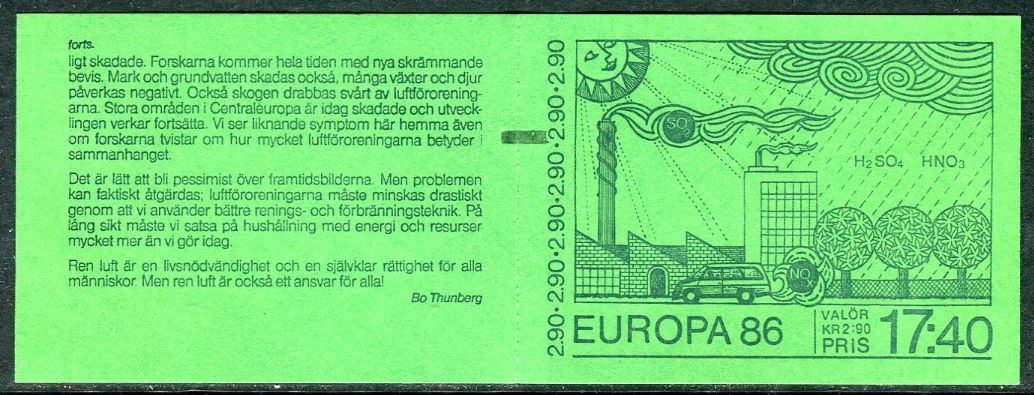 forts.
ligt skadade. Forskarna kommer hela tiden med nya skrämmande
bevis. Mark och grundvatten skadas också, många växter och djur
påverkas negativt. Också skogen drabbas svårt av luftförorening-
arna. Stora områden i Centraleuropa är idag skadade och utveck-
lingen verkar fortsätta. Vi ser liknande symptom här hemma även
om forskarna tvistar om hur mycket luftföroreningarna betyder i
sammanhanget.
Det är lätt att bli pessimist över framtidsbilderna. Men problemen
kan faktiskt åtgärdas; luftföroreningarna måste minskas drastiskt
genom att vi använder bättre renings- och förbränningsteknik. På
lång sikt måste vi satsa på hushållning med energi och resurser
mycket mer än vi gör idag.
Ren luft är en livsnödvändighet och en självklar rättighet för alla
människor. Men ren luft är också ett ansvar för alla!
Bo Thunberg
2.90·2.90·2.90·2.90·2.90·2.90
SO2
H2SO4 HNO3
NOx
EUROPA 86
VALÖR
KR 2:90
PRIS 17:40